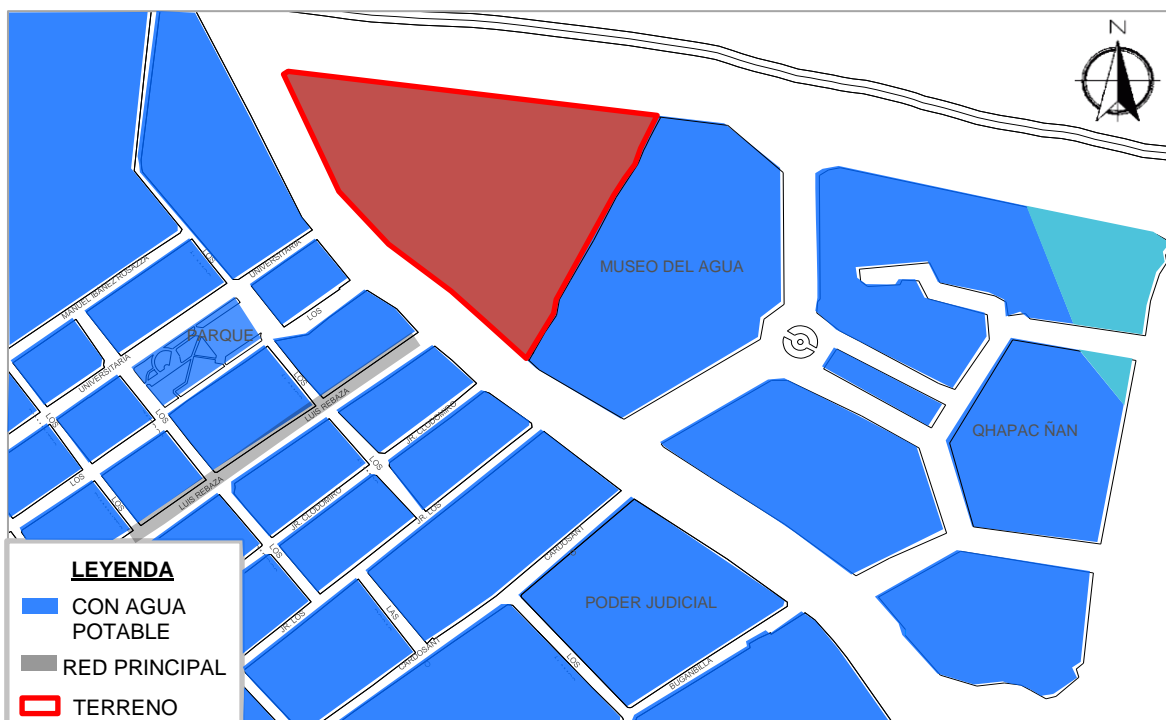 N
MANUEL IBAÑEZ ROSAZZA
LOS
UNIVERSITARIA
LOS
MUSEO DEL AGUA
PARQUE
UNIVERSITARIA
LOS
LOS
LUIS REBAZA
JR. CLODOMIRO
QHAPAC ÑAN
LOS
LOS
LOS
LOS
LUIS REBAZA
LOS
JR. CLODOMIRO
JR. LOS
LOS
CARDOSANT
O
PODER JUDICIAL
LAS
JR. LOS
CARDOSANT
O
LOS
BUGANBILLA
LEYENDA
CON AGUA
POTABLE
RED PRINCIPAL
TERRENO